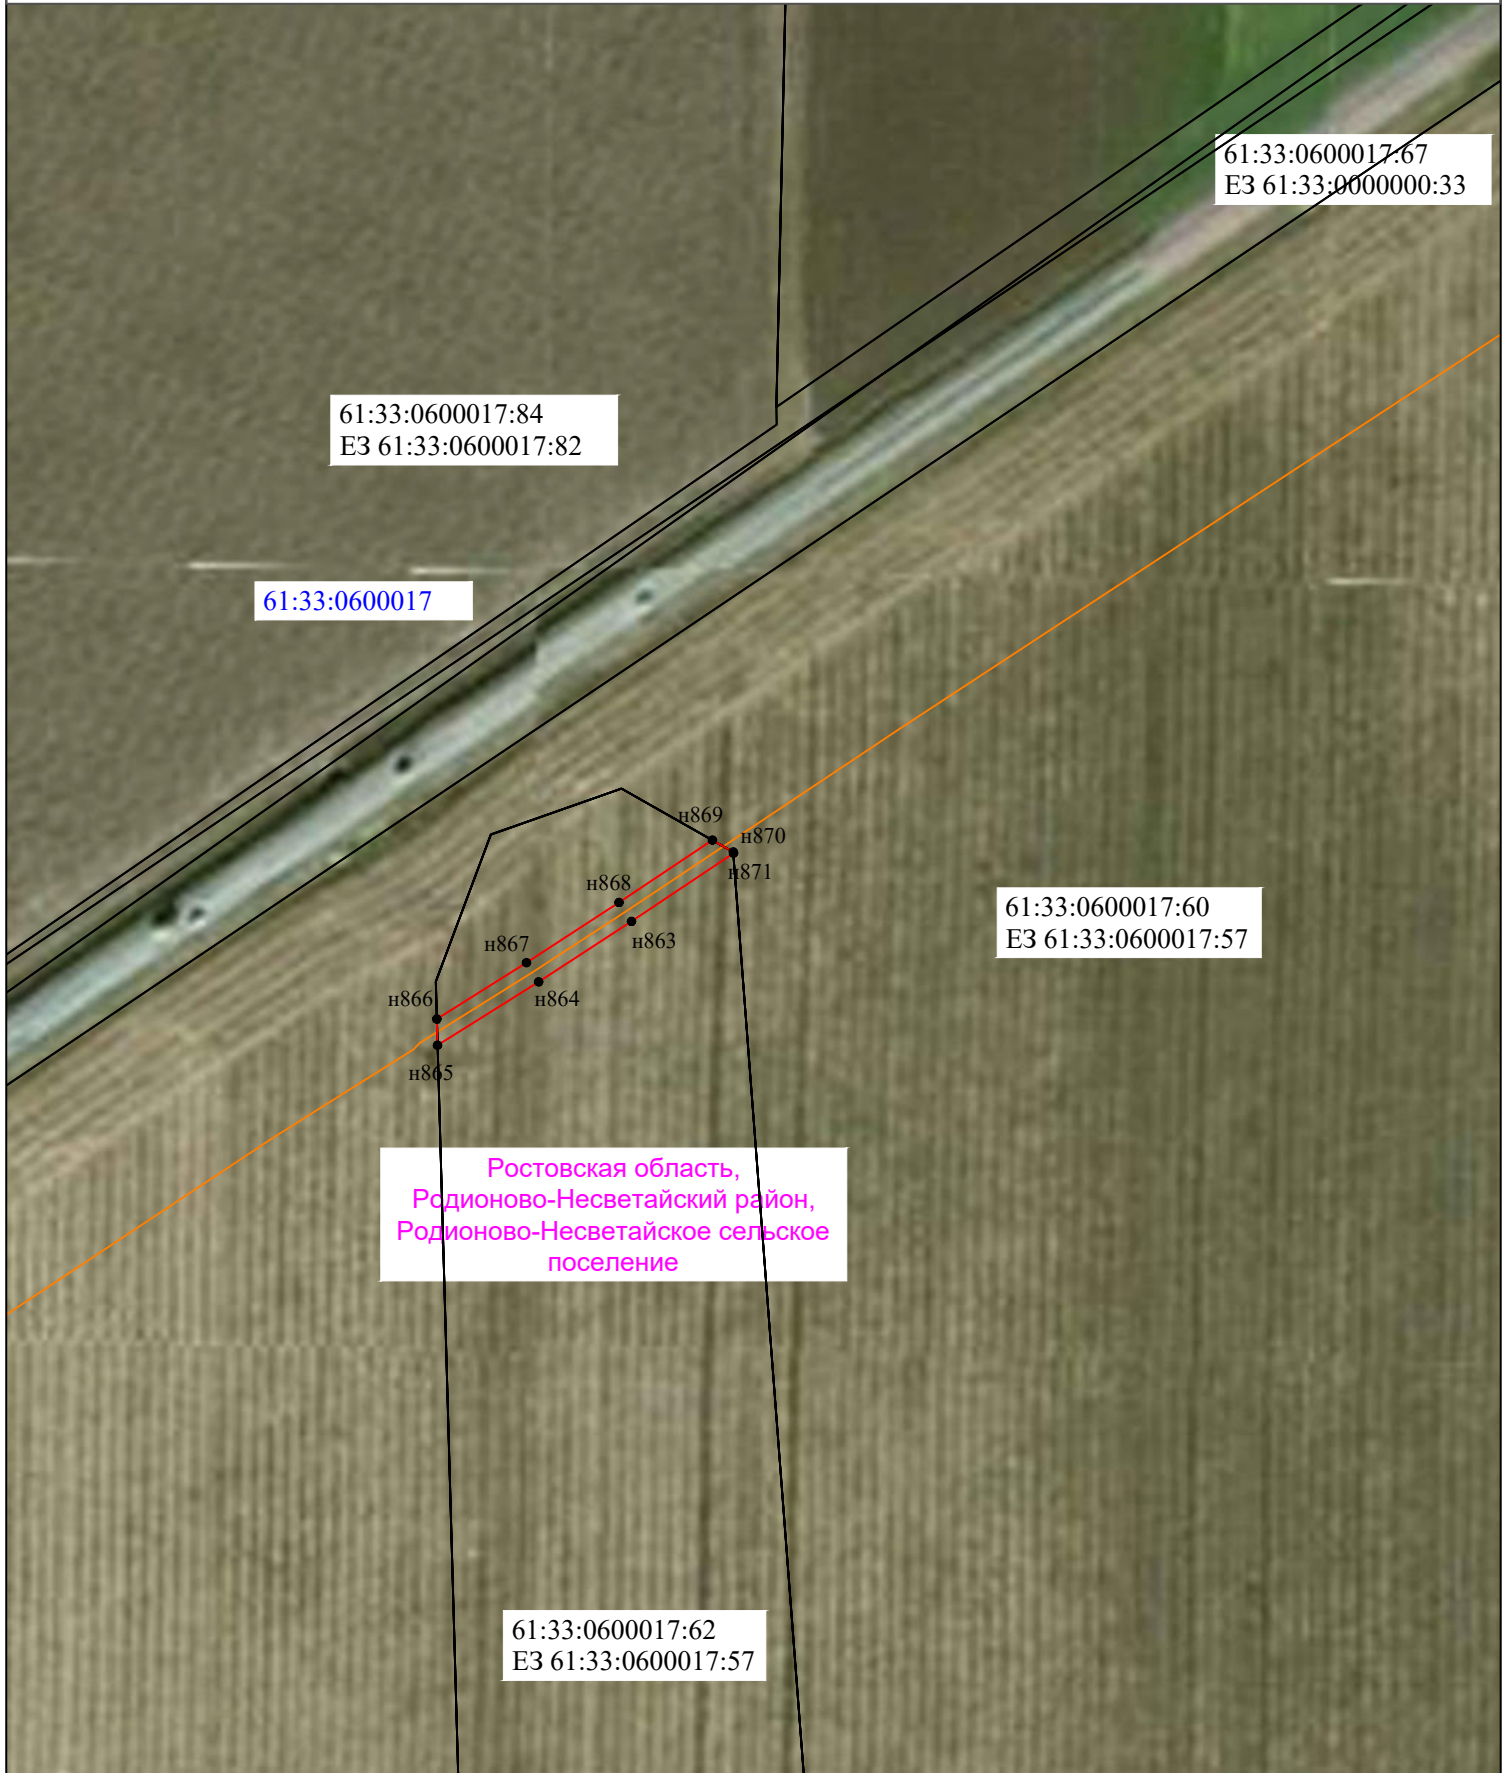 61:33:0600017:67
ЕЗ 61:33:0000000:33
61:33:0600017:84
ЕЗ 61:33:0600017:82
61:33:0600017
н869
н870
н871
н868
61:33:0600017:60
ЕЗ 61:33:0600017:57
н863
н867
н866
н864
н865
Ростовская область,
Родионово-Несветайский район,
Родионово-Несветайское сельское
поселение
61:33:0600017:62
ЕЗ 61:33:0600017:57